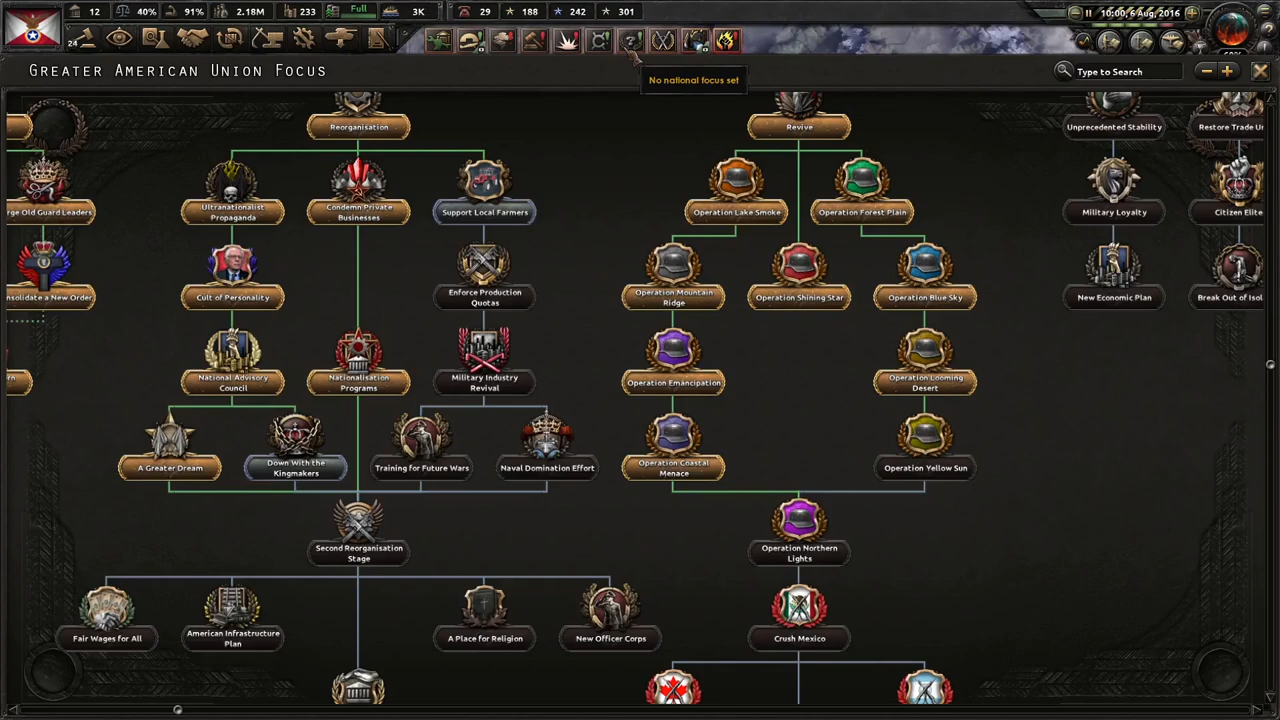 12 40% 91% 2.18M 233 Full 3K 29 188 242 301 10:00, 6 Aug, 2016
24
Greater American Union Focus
Type to Search
No national focus set
Reorganisation
Revive
Unprecedented Stability
Restore Trade Un
rge Old Guard Leaders
Ultranationalist
Propaganda
Condemn Private
Businesses
Support Local Farmers
Operation Lake Smoke
Operation Forest Plain
Military Loyalty
Citizen Elite
nsolidate a New Order
Cult of Personality
Enforce Production
Quotas
Operation Mountain
Ridge
Operation Shining Star
Operation Blue Sky
New Economic Plan
Break Out of Isol
rn
National Advisory
Council
Nationalisation
Programs
Military Industry
Revival
Operation Emancipation
Operation Looming
Desert
A Greater Dream
Down With the
Kingmakers
Training for Future Wars
Naval Domination Effort
Operation Coastal
Menace
Operation Yellow Sun
Second Reorganisation
Stage
Operation Northern
Lights
Fair Wages for All
American Infrastructure
Plan
A Place for Religion
New Officer Corps
Crush Mexico